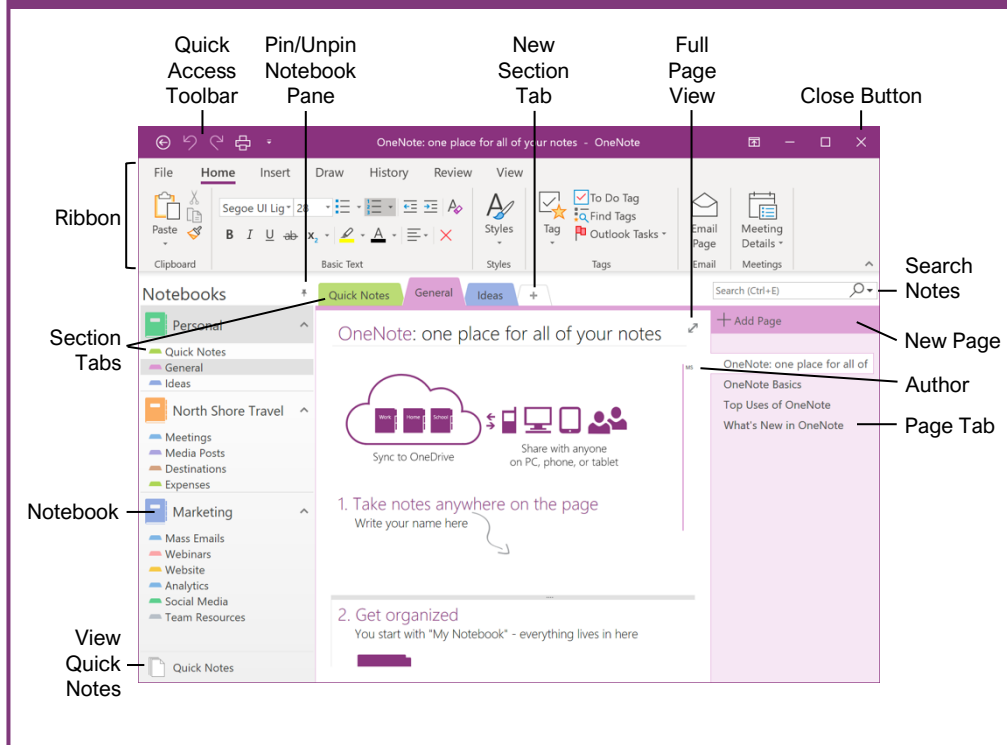 Quick
Access
Toolbar
Pin/Unpin
Notebook
Pane
New
Section
Tab
Full
Page
View
Close Button
OneNote: one place for all of your notes - OneNote
Ribbon
File Home Insert Draw History Review View
Paste
Clipboard
Segoe UI Lig 28
B I U ab x₂ A
Basic Text
Styles
Styles
Tag
To Do Tag
Find Tags
Outlook Tasks
Tags
Email
Page
Email
Meeting
Details
Meetings
Search
Notes
Notebooks
Quick Notes General Ideas +
Search (Ctrl+E)
Section
Tabs
Personal
Quick Notes
General
Ideas
North Shore Travel
Meetings
Media Posts
Destinations
Expenses
Notebook
Marketing
Mass Emails
Webinars
Website
Analytics
Social Media
Team Resources
View
Quick
Notes
Quick Notes
OneNote: one place for all of your notes
MS
Work Home School
Sync to OneDrive
Share with anyone
on PC, phone, or tablet
1. Take notes anywhere on the page
Write your name here
2. Get organized
You start with "My Notebook" - everything lives in here
Add Page
New Page
OneNote: one place for all of
Author
OneNote Basics
Top Uses of OneNote
What's New in OneNote
Page Tab